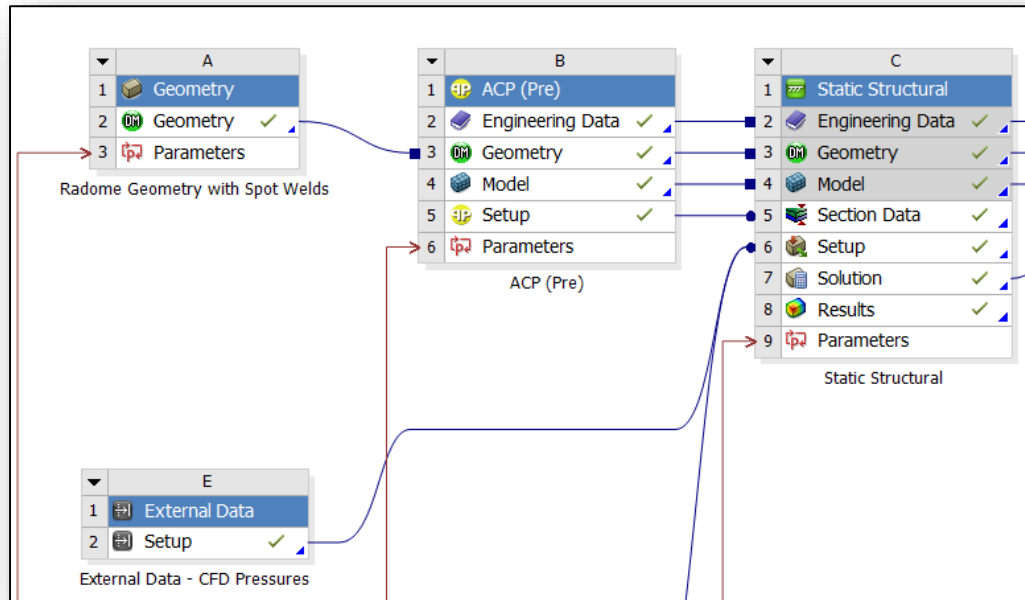 A
1 Geometry
2 DM Geometry
3 Parameters
Radome Geometry with Spot Welds
B
1 ACP (Pre)
2 Engineering Data
3 DM Geometry
4 Model
5 Setup
6 Parameters
ACP (Pre)
C
1 Static Structural
2 Engineering Data
3 DM Geometry
4 Model
5 Section Data
6 Setup
7 Solution
8 Results
9 Parameters
Static Structural
E
1 External Data
2 Setup
External Data - CFD Pressures